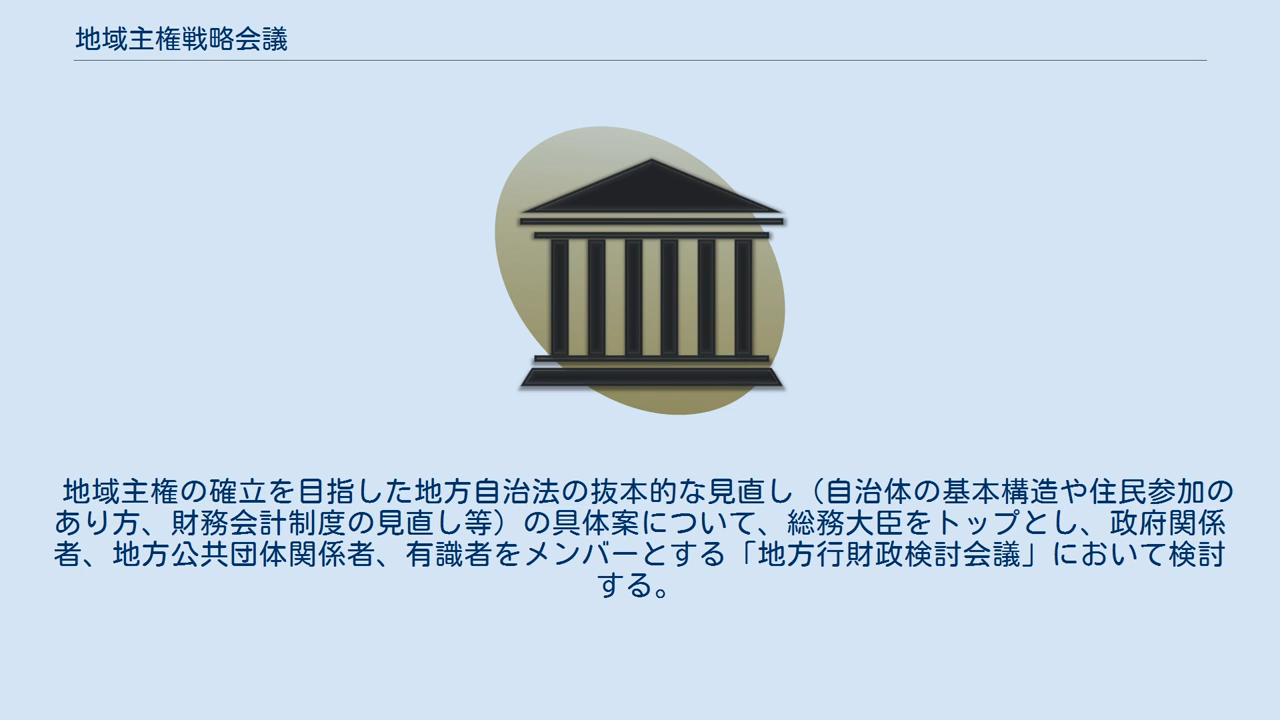 地域主権戦略会議
地域主権の確立を目指した地方自治法の抜本的な見直し（自治体の基本構造や住民参加の
あり方、財務会計制度の見直し等）の具体案について、総務大臣をトップとし、政府関係
者、地方公共団体関係者、有識者をメンバーとする「地方行財政検討会議」において検討
する。